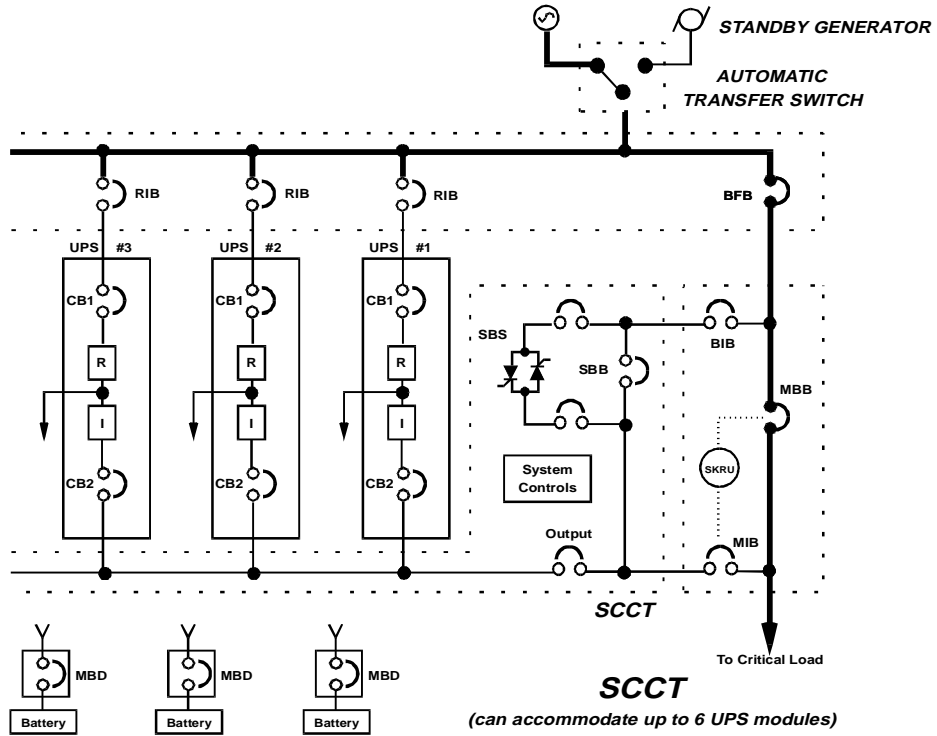 STANDBY GENERATOR
AUTOMATIC
TRANSFER SWITCH
RIB
RIB
RIB
BFB
UPS #3
UPS #2
UPS #1
CB1
CB1
CB1
SBS
SBB
BIB
R
R
R
MBB
I
I
I
System
Controls
SKRU
CB2
CB2
CB2
Output
MIB
SCCT
To Critical Load
MBD
MBD
MBD
Battery
Battery
Battery
SCCT
(can accommodate up to 6 UPS modules)